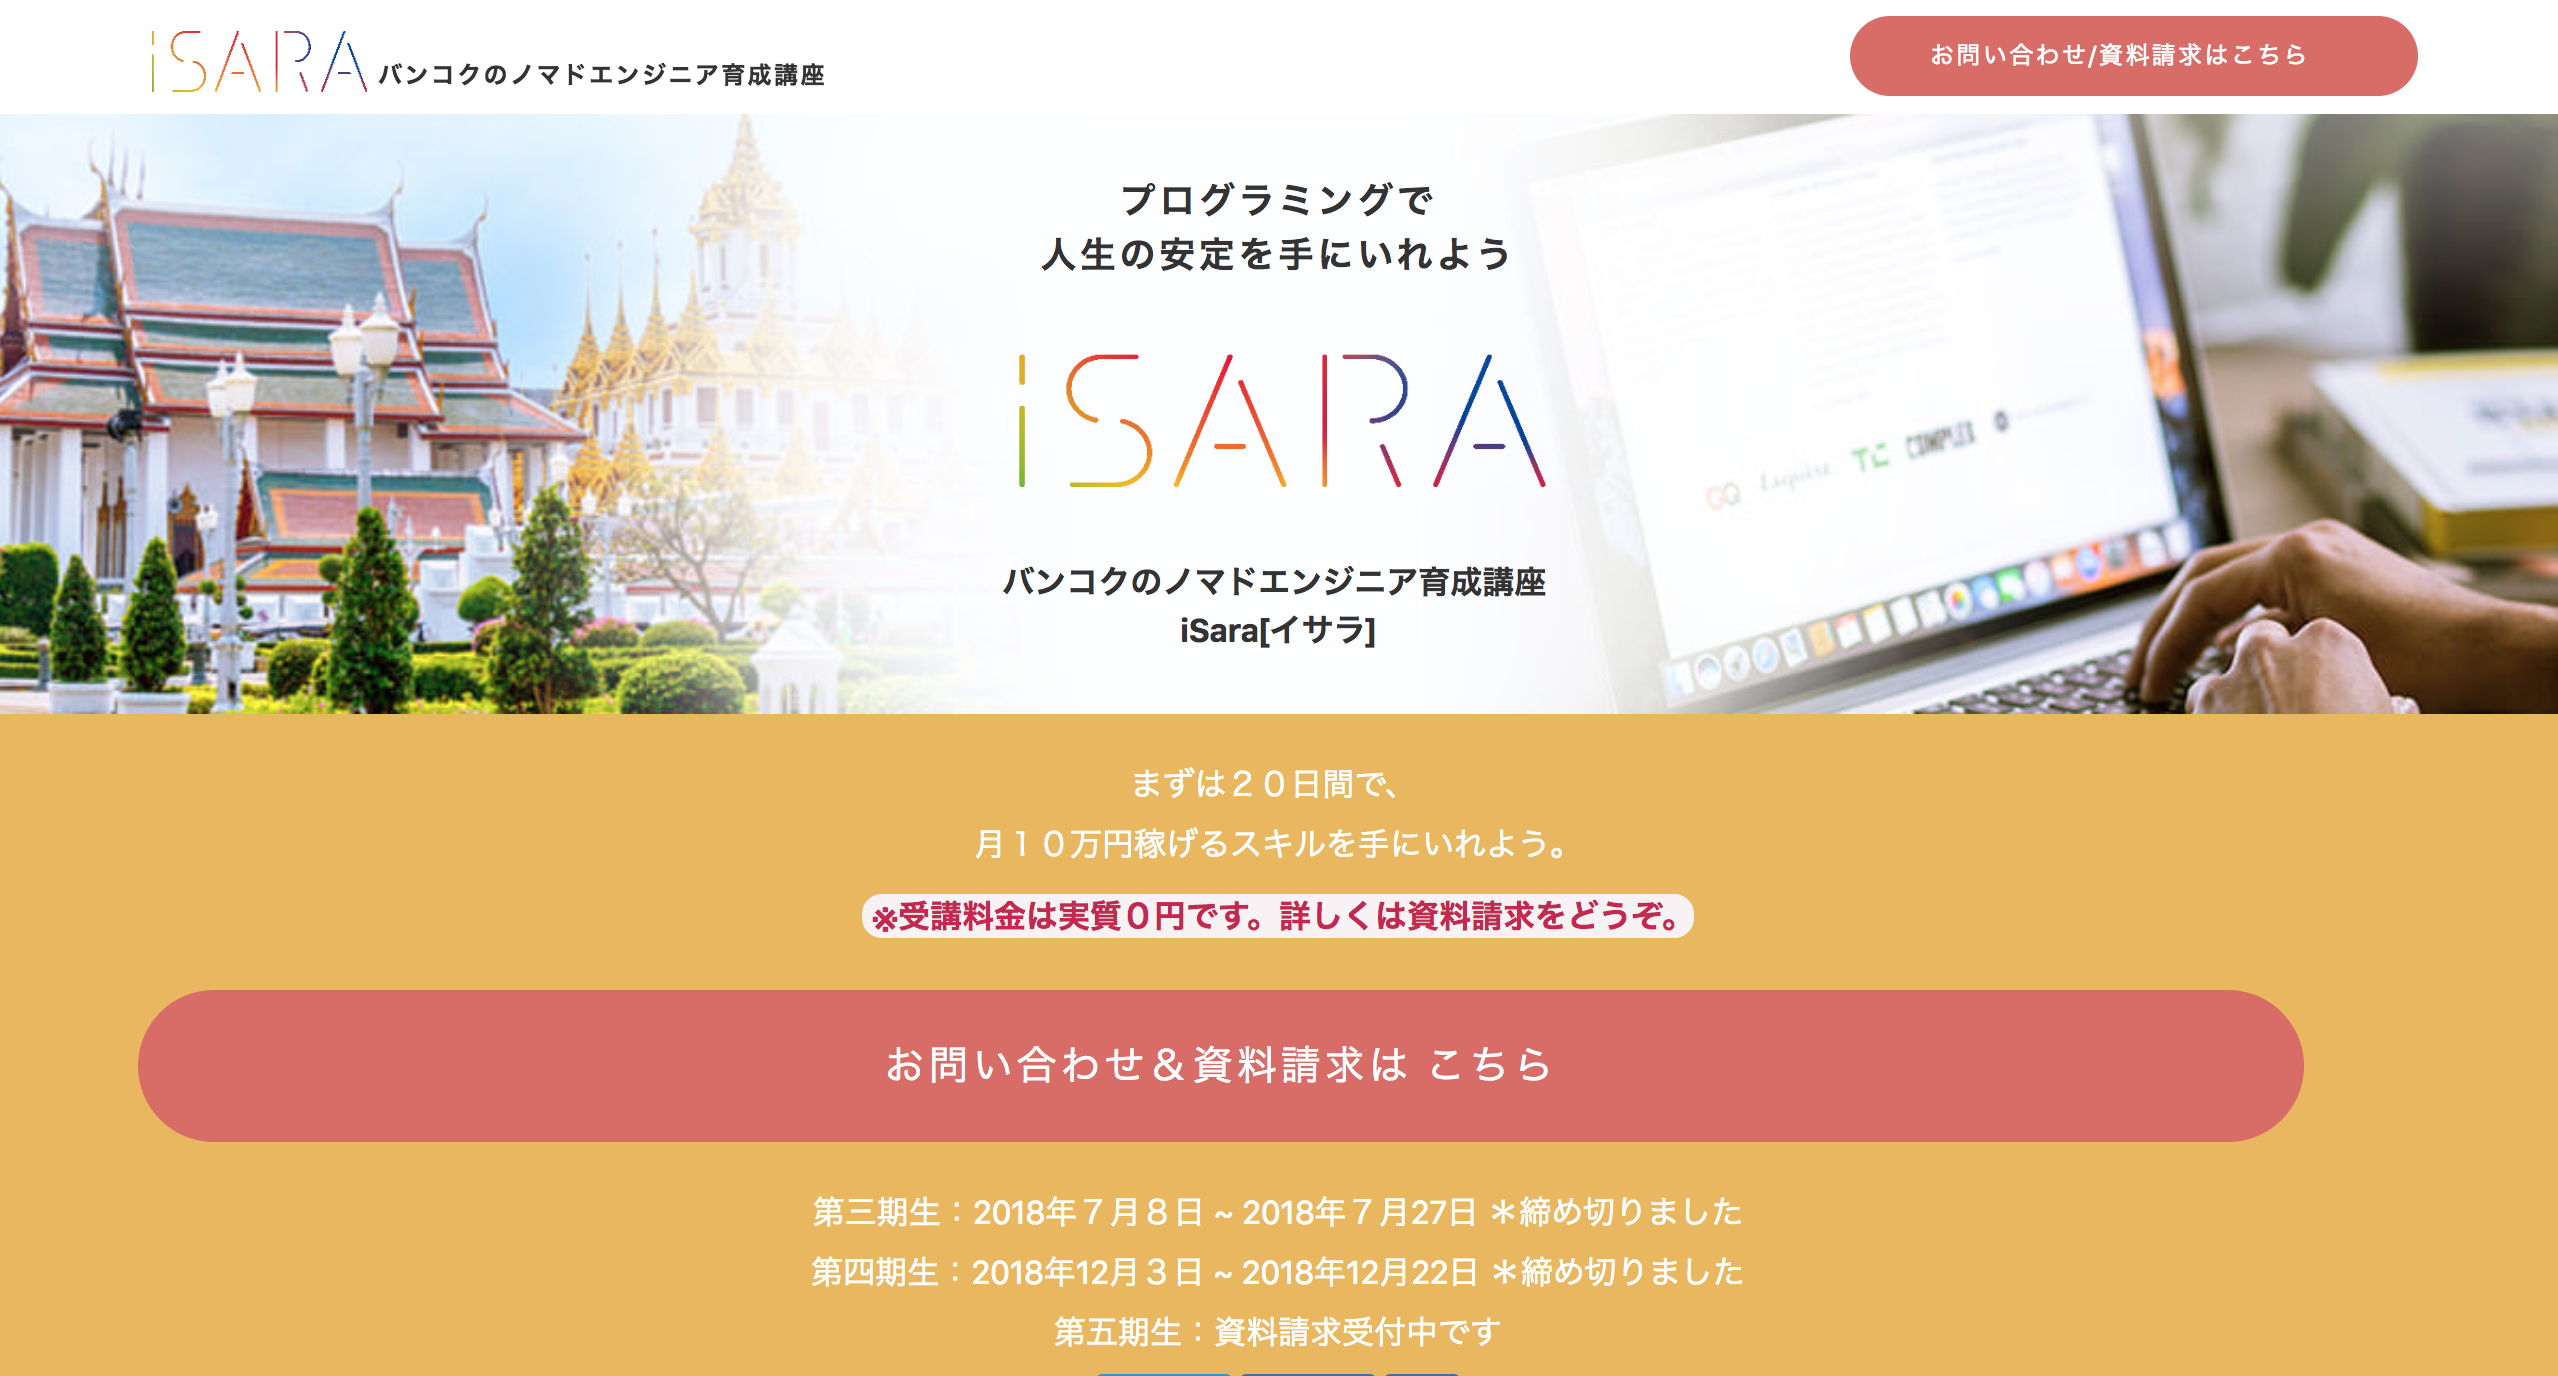 iSARA バンコクのノマドエンジニア育成講座
お問い合わせ/資料請求はこちら
プログラミングで
人生の安定を手にいれよう
iSARA
バンコクのノマドエンジニア育成講座
iSara[イサラ]
GQ Esquire TC COMPLEX
まずは２０日間で、
月１０万円稼げるスキルを手にいれよう。
※受講料金は実質０円です。詳しくは資料請求をどうぞ。
お問い合わせ＆資料請求は こちら
第三期生：2018年７月８日 ~ 2018年７月27日 ＊締め切りました
第四期生：2018年12月３日 ~ 2018年12月22日 ＊締め切りました
第五期生：資料請求受付中です